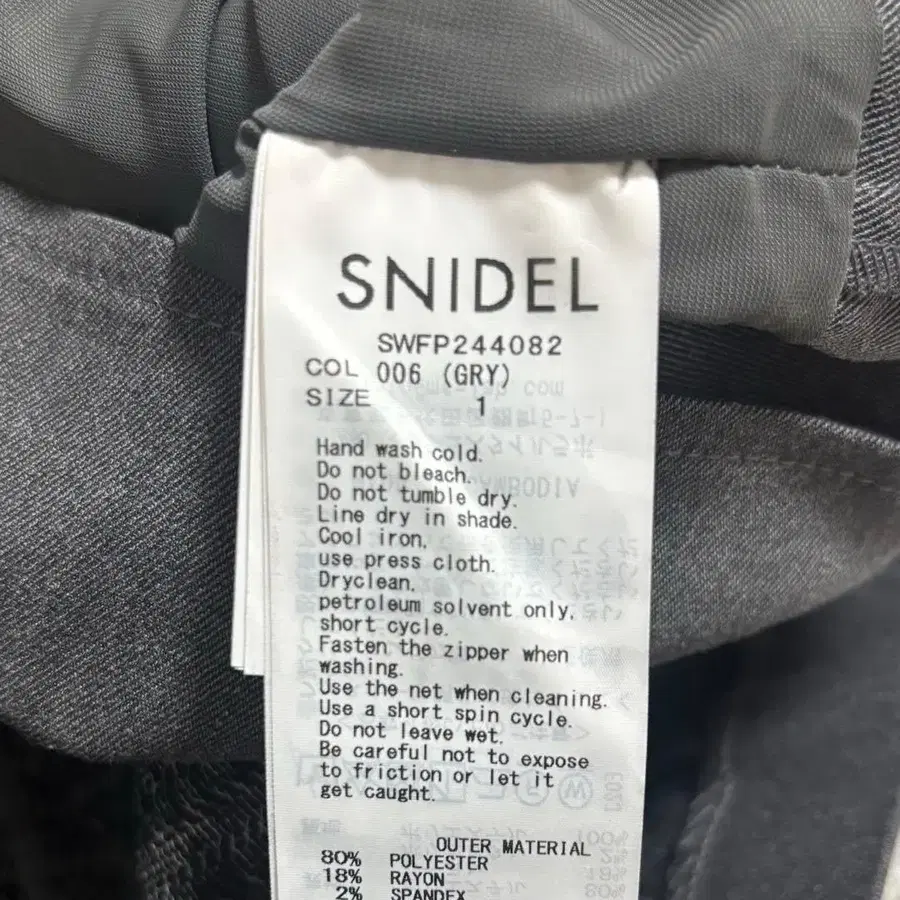 SNIDEL
SWFP244082
COL 006 (GRY)
SIZE 1
Hand wash cold.
Do not bleach.
Do not tumble dry.
Line dry in shade.
Cool iron,
use press cloth.
Dryclean,
petroleum solvent only,
short cycle.
Fasten the zipper when
washing.
Use the net when cleaning.
Use a short spin cycle.
Do not leave wet.
Be careful not to expose
to friction or let it
get caught.
OUTER MATERIAL
80% POLYESTER
18% RAYON
2% SPANDEX